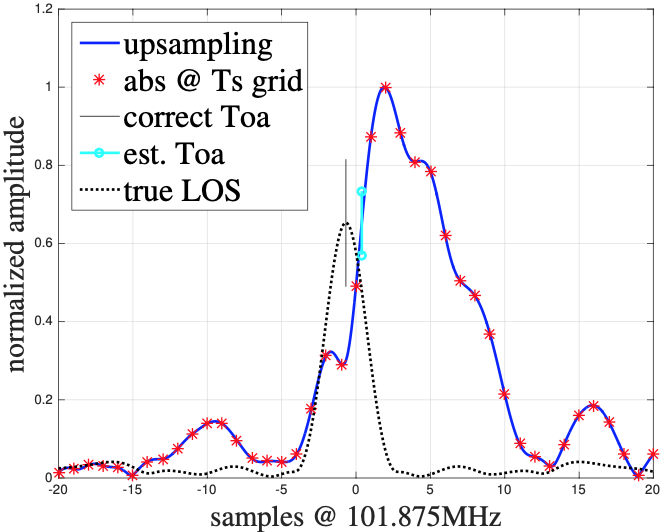 1.2
1
0.8
0.6
0.4
0.2
0
normalized amplitude
upsampling
abs @ Ts grid
correct Toa
est. Toa
true LOS
-20 -15 -10 -5 0 5 10 15 20
samples @ 101.875MHz